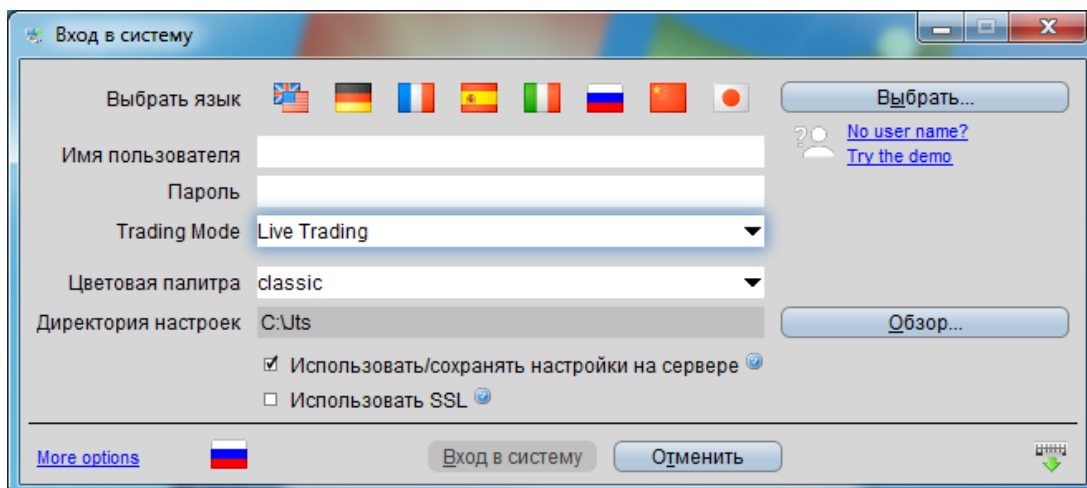 Вход в систему
Выбрать язык
Выбрать...
Имя пользователя
No user name?
Try the demo
Пароль
Trading Mode Live Trading
Цветовая палитра classic
Директория настроек C:\Jts
Обзор...
Использовать/сохранять настройки на сервере
Использовать SSL
More options
Вход в систему
Отменить